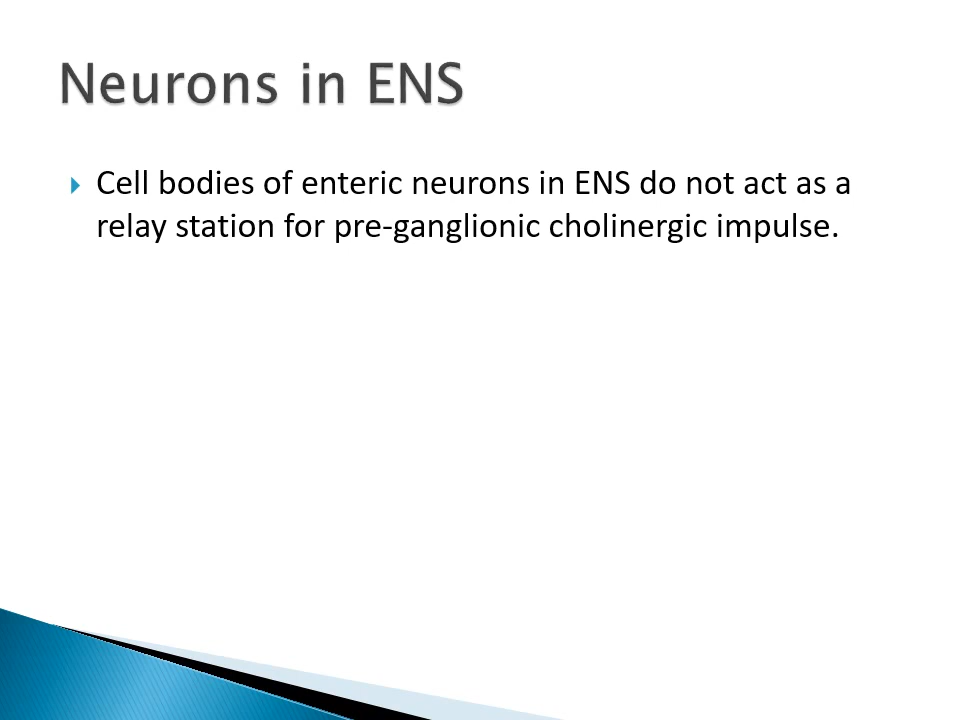 Neurons in ENS
Cell bodies of enteric neurons in ENS do not act as a
relay station for pre-ganglionic cholinergic impulse.